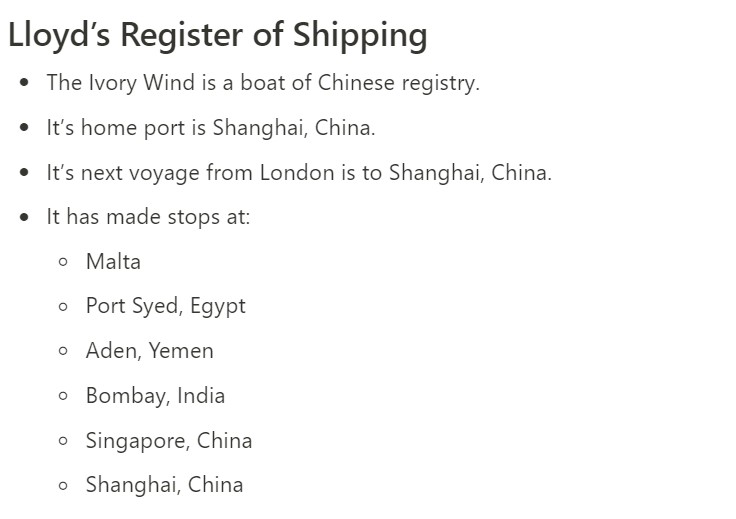 Lloyd’s Register of Shipping
The Ivory Wind is a boat of Chinese registry.
It’s home port is Shanghai, China.
It’s next voyage from London is to Shanghai, China.
It has made stops at:
Malta
Port Syed, Egypt
Aden, Yemen
Bombay, India
Singapore, China
Shanghai, China